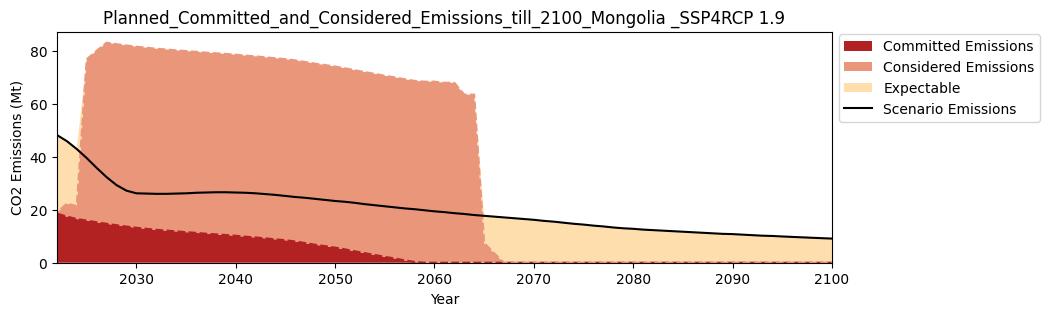 Planned_Committed_and_Considered_Emissions_till_2100_Mongolia _SSP4RCP 1.9
CO2 Emissions (Mt)
80
60
40
20
0
2030 2040 2050 2060 2070 2080 2090 2100
Year
Committed Emissions
Considered Emissions
Expectable
Scenario Emissions